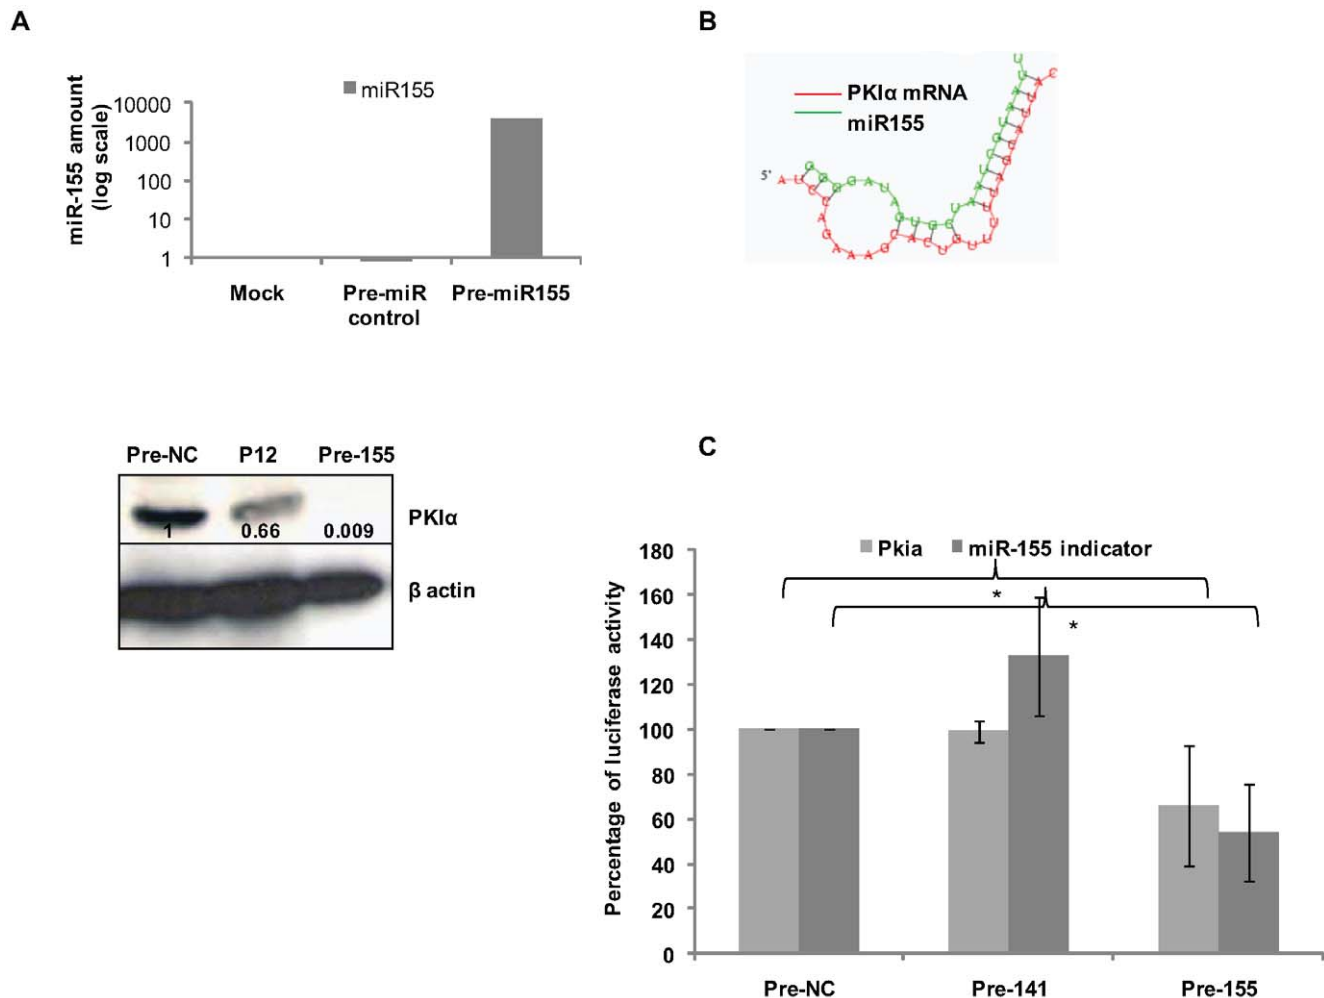 A
miR155
miR-155 amount
(log scale)
10000
1000
100
10
1
Mock
Pre-miR
control
Pre-miR155
B
PKIα mRNA
miR155
5'
Pre-NC P12 Pre-155
1 0.66 0.009
PKIα
β actin
C
Pkia
miR-155 indicator
Percentage of luciferase activity
180
160
140
120
100
80
60
40
20
0
*
*
Pre-NC Pre-141 Pre-155